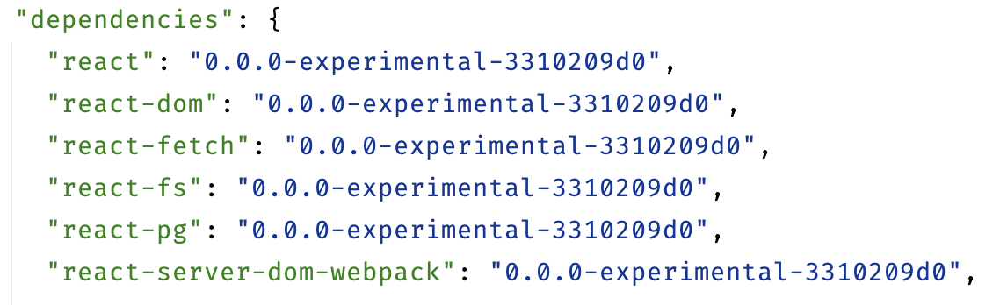 "dependencies": {
"react": "0.0.0-experimental-3310209d0",
"react-dom": "0.0.0-experimental-3310209d0",
"react-fetch": "0.0.0-experimental-3310209d0",
"react-fs": "0.0.0-experimental-3310209d0",
"react-pg": "0.0.0-experimental-3310209d0",
"react-server-dom-webpack": "0.0.0-experimental-3310209d0",